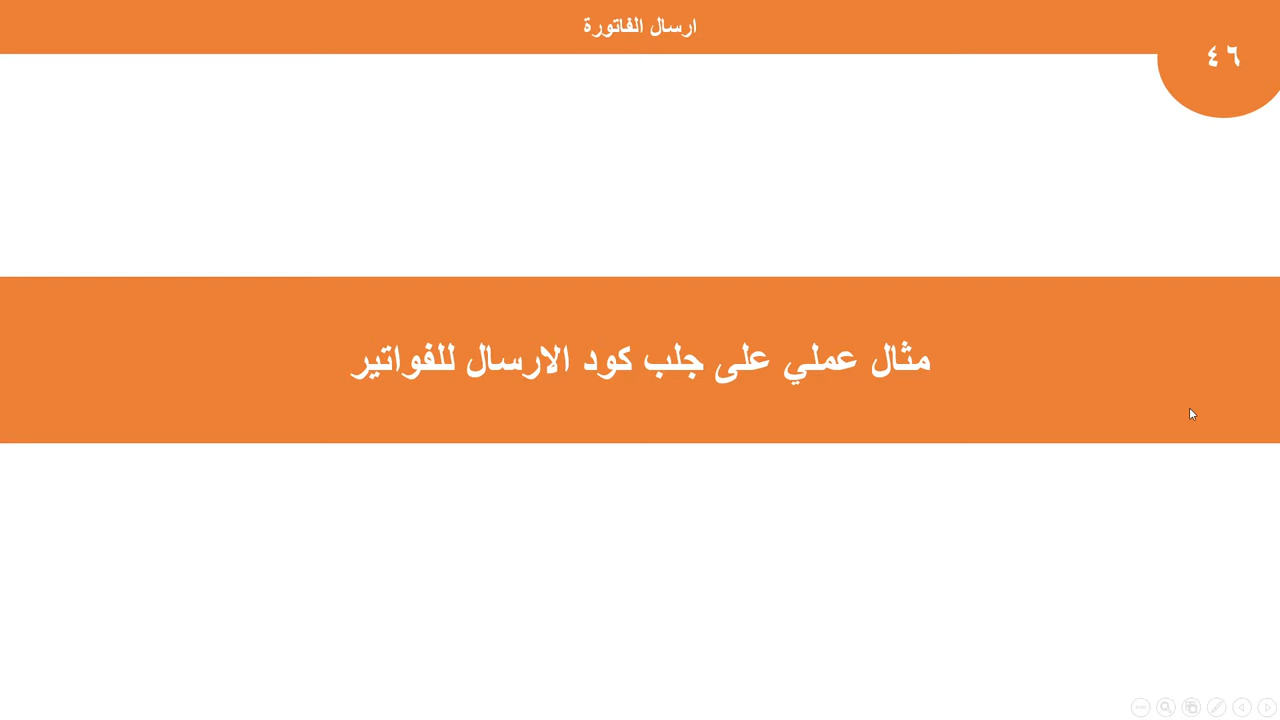 ارسال الفاتورة
٤٦
مثال عملي على جلب كود الارسال للفواتير